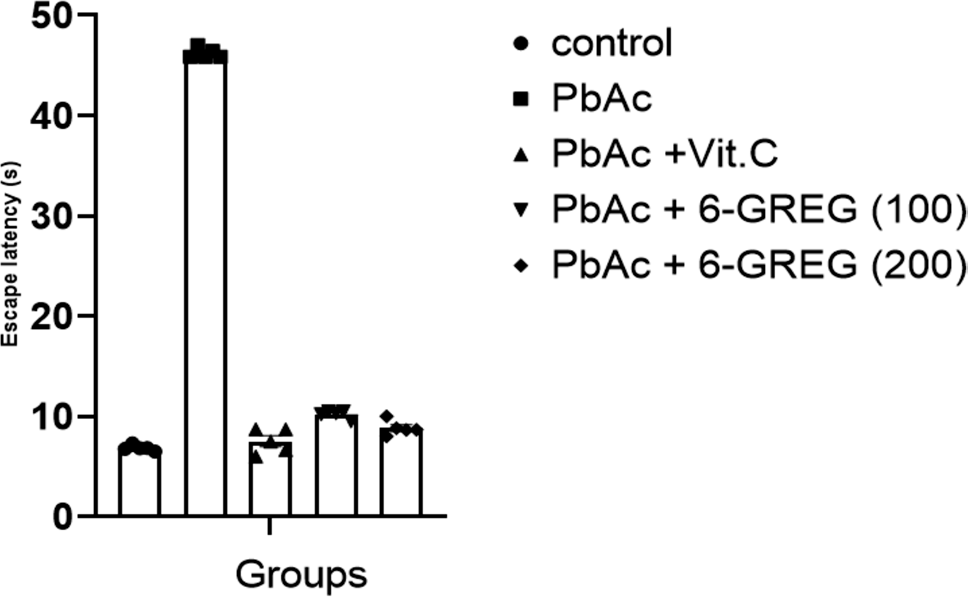 50
40
30
20
10
0
Escape latency (s)
Groups
control
PbAc
PbAc +Vit.C
PbAc + 6-GREG (100)
PbAc + 6-GREG (200)